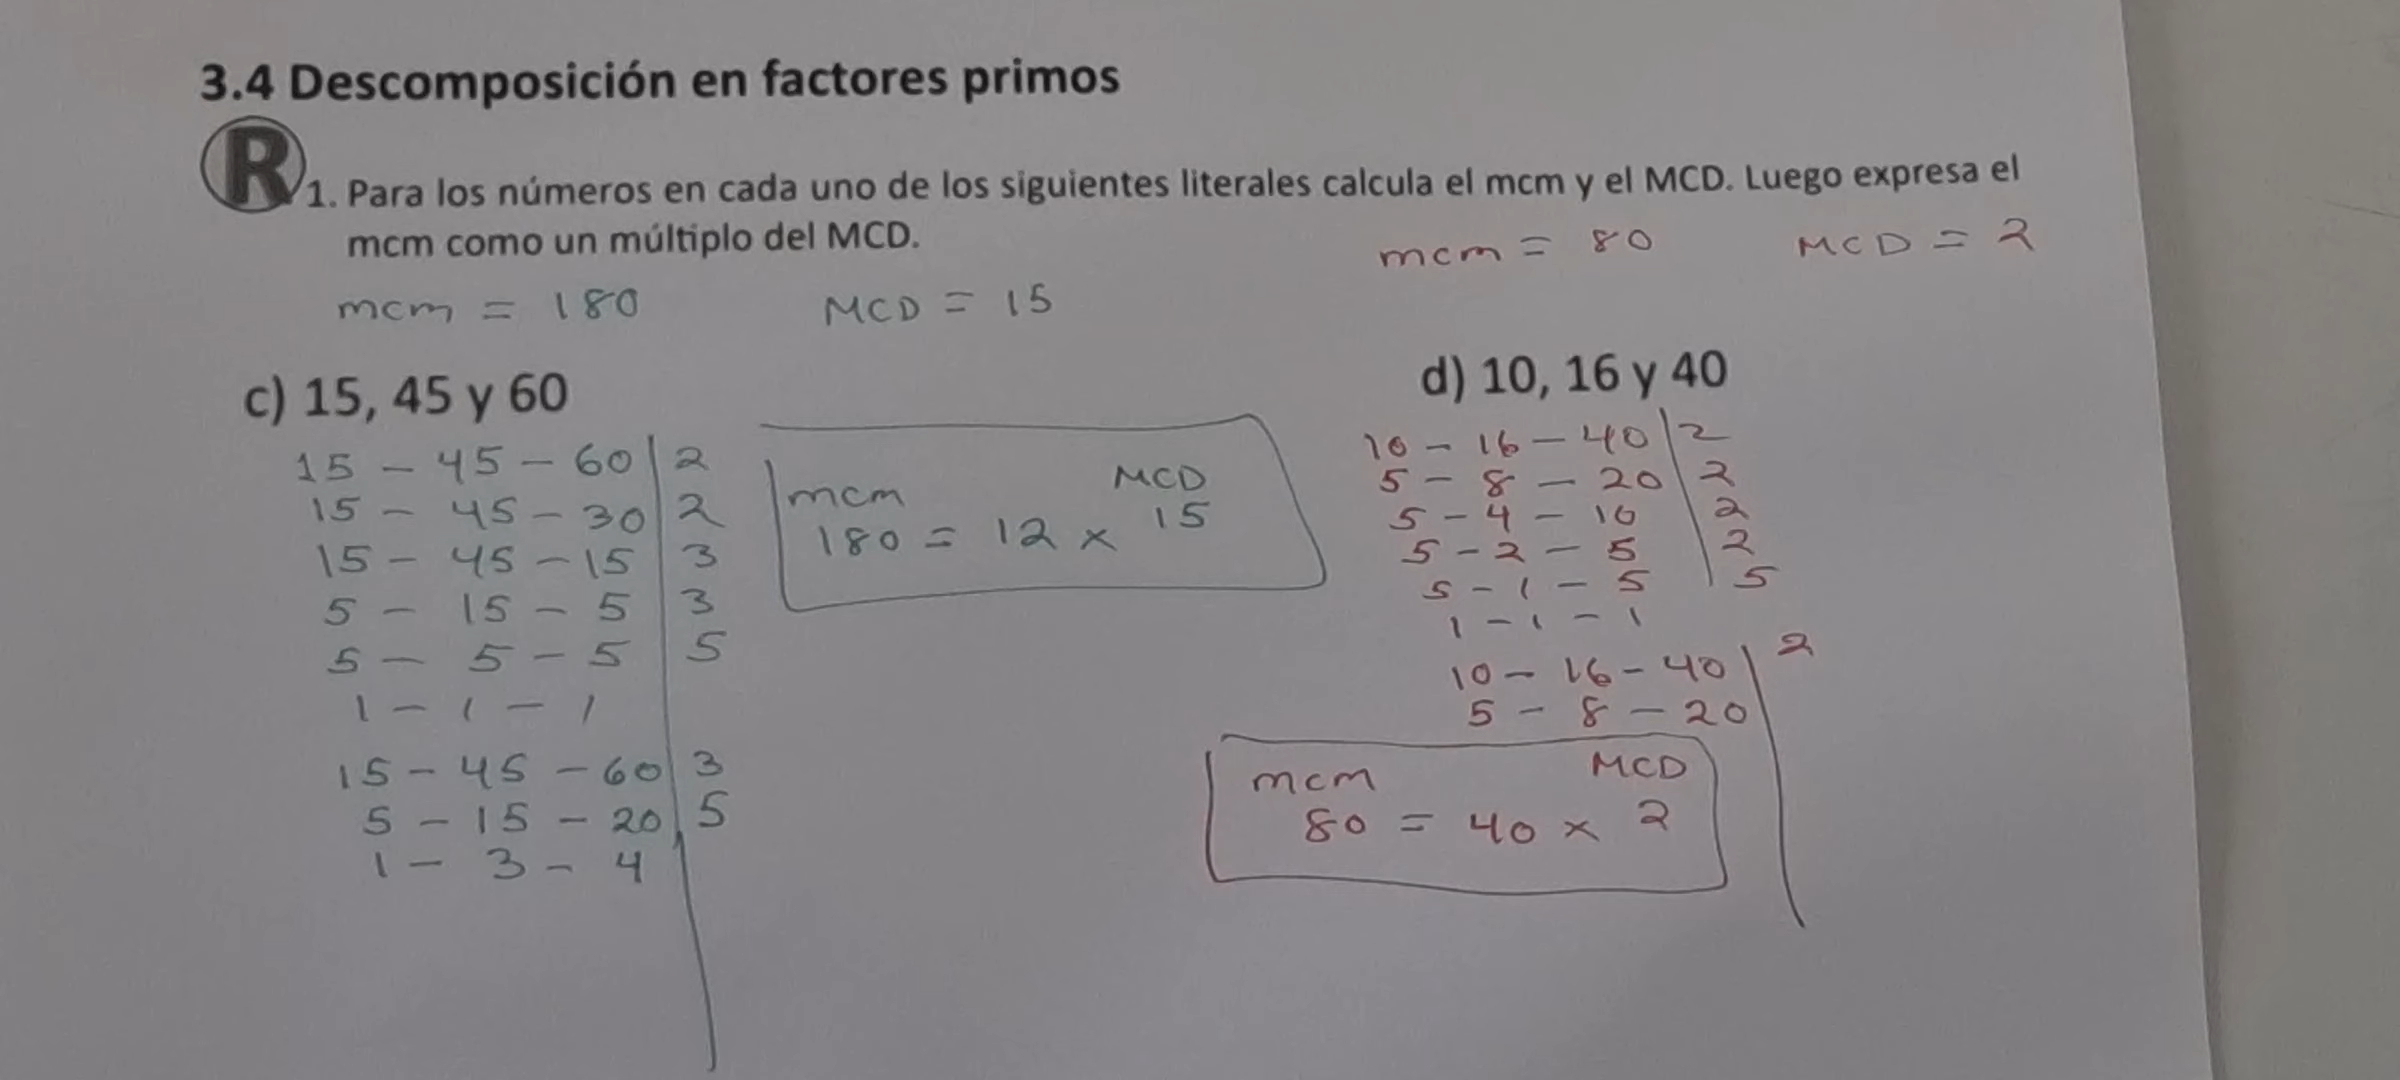 3.4 Descomposición en factores primos
R
1. Para los números en cada uno de los siguientes literales calcula el mcm y el MCD. Luego expresa el
mcm como un múltiplo del MCD.
mcm = 180 MCD = 15
c) 15, 45 y 60
15 - 45 - 60 | 2
15 - 45 - 30 | 2
15 - 45 - 15 | 3
5 - 15 - 5 | 3
5 - 5 - 5 | 5
1 - 1 - 1
15 - 45 - 60 | 3
5 - 15 - 20 | 5
1 - 3 - 4
mcm MCD
180 = 12 x 15
mcm = 80 MCD = 2
d) 10, 16 y 40
10 - 16 - 40 | 2
5 - 8 - 20 | 2
5 - 4 - 10 | 2
5 - 2 - 5 | 2
5 - 1 - 5 | 5
1 - 1 - 1
10 - 16 - 40 | 2
5 - 8 - 20
mcm MCD
80 = 40 x 2